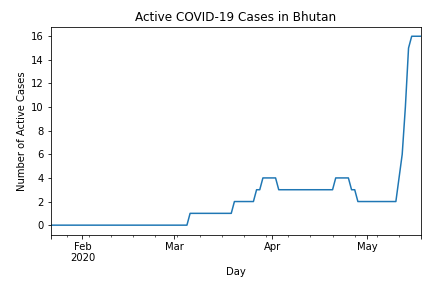 Active COVID-19 Cases in Bhutan
Number of Active Cases
16
14
12
10
8
6
4
2
0
Feb Mar Apr May
2020
Day